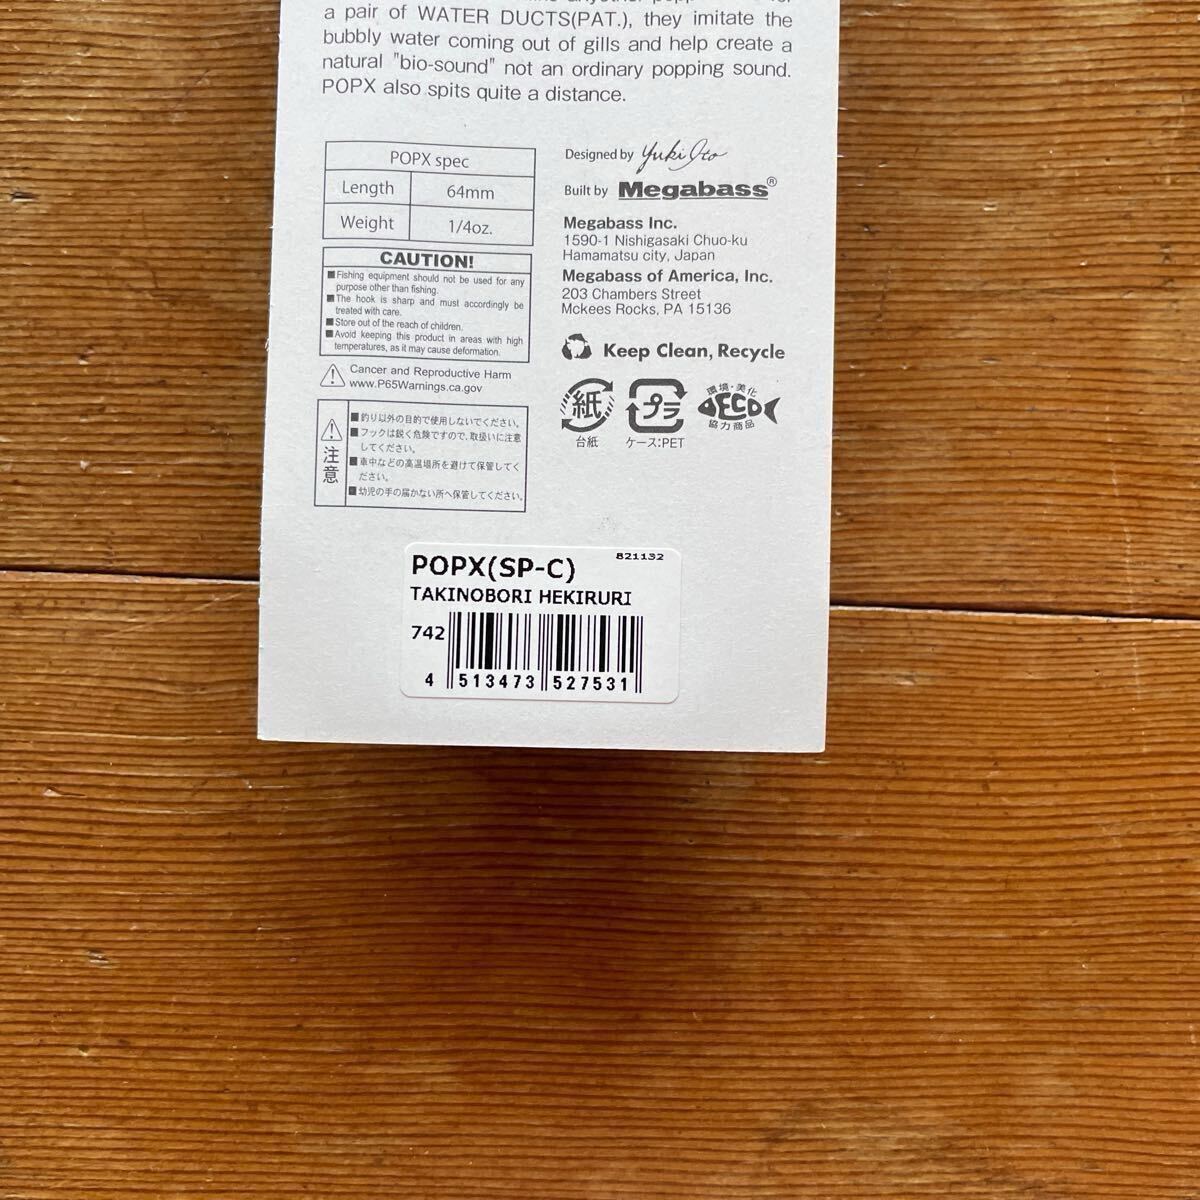 a pair of WATER DUCTS(PAT.), they imitate the
bubbly water coming out of gills and help create a
natural "bio-sound" not an ordinary popping sound.
POPX also spits quite a distance.
POPX spec
Length 64mm
Weight 1/4oz.
CAUTION!
■Fishing equipment should not be used for any
purpose other than fishing.
■The hook is sharp and must accordingly be
treated with care.
■Store out of the reach of children.
■Avoid keeping this product in areas with high
temperatures, as it may cause deformation.
Cancer and Reproductive Harm
www.P65Warnings.ca.gov
注意
■釣り以外の目的で使用しないでください。
■フックは鋭く危険ですので、取扱いに注意
してください。
■車中などの高温場所を避けて保管してく
ださい。
■幼児の手の届かない所へ保管してください。
Designed by Yuki Ito
Built by Megabass®
Megabass Inc.
1590-1 Nishigasaki Chuo-ku
Hamamatsu city, Japan
Megabass of America, Inc.
203 Chambers Street
Mckees Rocks, PA 15136
Keep Clean, Recycle
紙
台紙
プラ
ケース:PET
環境・美化
ECO
協力商品
821132
POPX(SP-C)
TAKINOBORI HEKIRURI
742
4 513473 527531